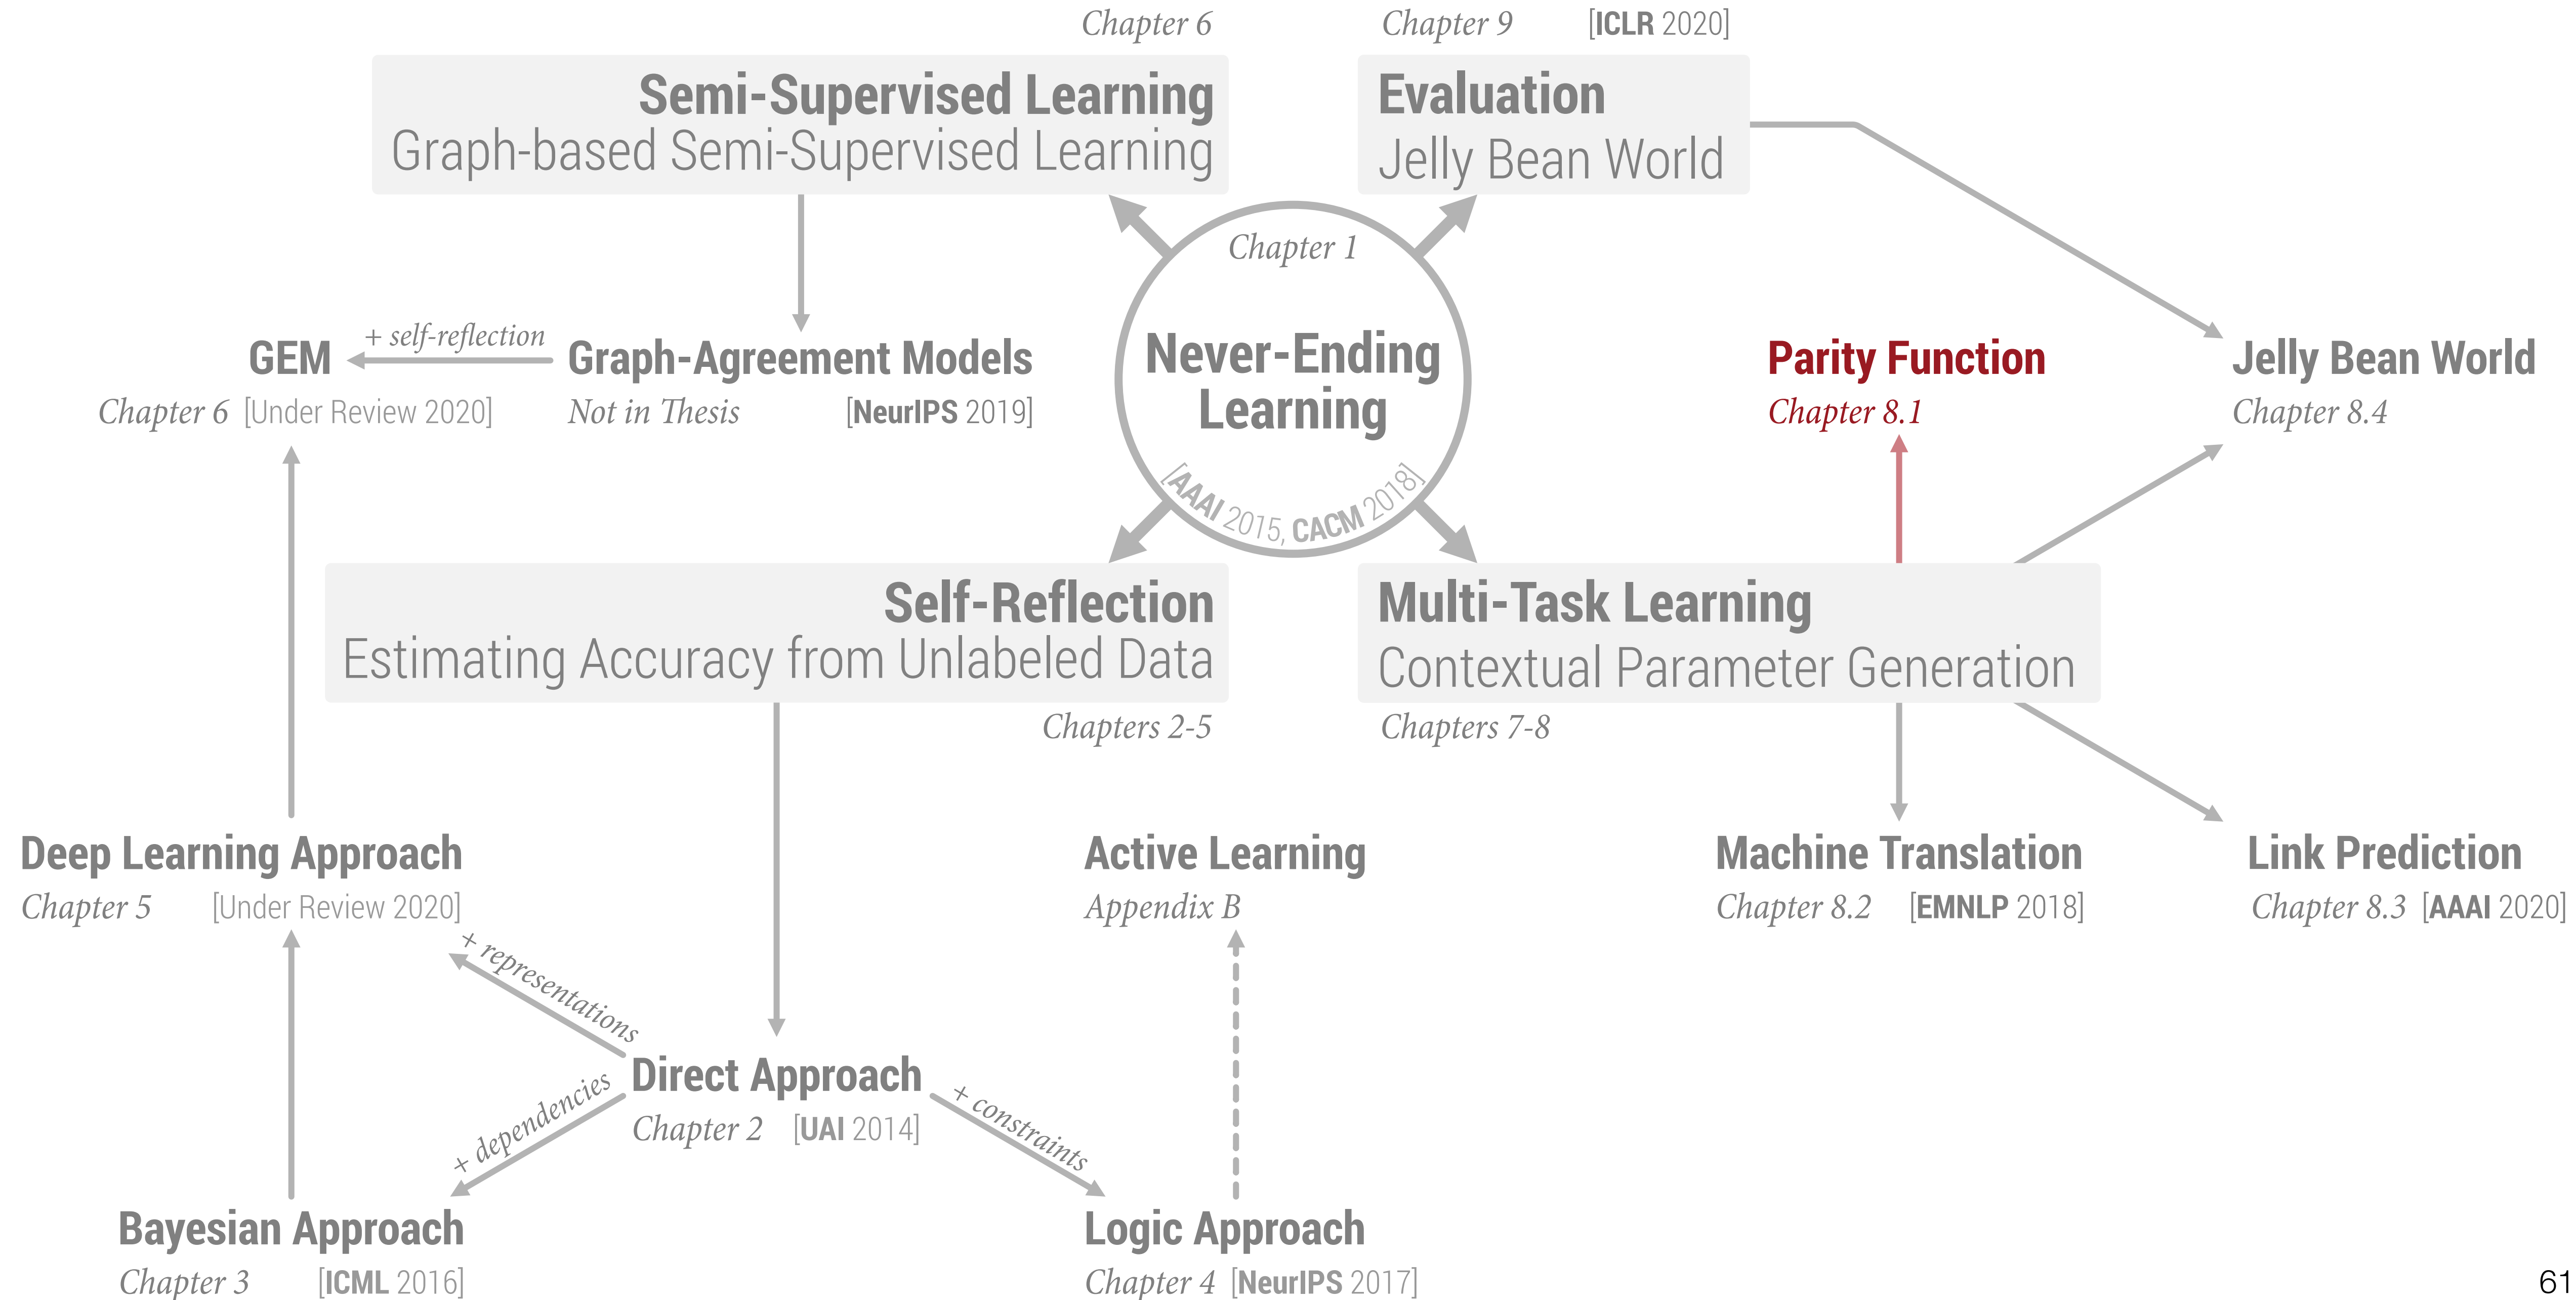 Chapter 6
Chapter 9 [ICLR 2020]
Semi-Supervised Learning
Graph-based Semi-Supervised Learning
Evaluation
Jelly Bean World
Chapter 1
Never-Ending
Learning
[AAAI 2015, CACM 2018]
GEM
Chapter 6 [Under Review 2020]
+ self-reflection
Graph-Agreement Models
Not in Thesis [NeurIPS 2019]
Parity Function
Chapter 8.1
Jelly Bean World
Chapter 8.4
Self-Reflection
Estimating Accuracy from Unlabeled Data
Chapters 2-5
Multi-Task Learning
Contextual Parameter Generation
Chapters 7-8
Deep Learning Approach
Chapter 5 [Under Review 2020]
Active Learning
Appendix B
Machine Translation
Chapter 8.2 [EMNLP 2018]
Link Prediction
Chapter 8.3 [AAAI 2020]
+ representations
Direct Approach
Chapter 2 [UAI 2014]
+ dependencies
+ constraints
Bayesian Approach
Chapter 3 [ICML 2016]
Logic Approach
Chapter 4 [NeurIPS 2017]
61